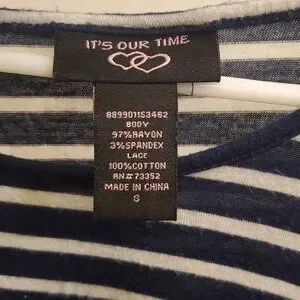 IT'S OUR TIME
889901153462
BODY
97%RAYON
3%SPANDEX
LACE
100%COTTON
RN#73352
MADE IN CHINA
S